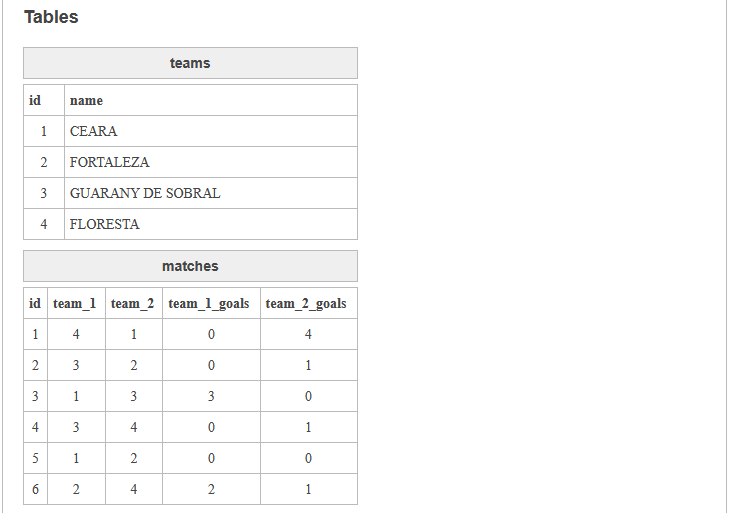 Tables
teams
id name
1 CEARA
2 FORTALEZA
3 GUARANY DE SOBRAL
4 FLORESTA
matches
id team_1 team_2 team_1_goals team_2_goals
1 4 1 0 4
2 3 2 0 1
3 1 3 3 0
4 3 4 0 1
5 1 2 0 0
6 2 4 2 1